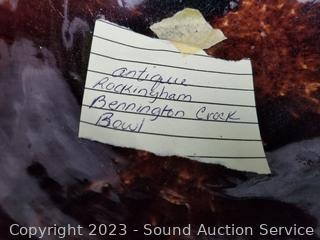 antique
Rockingham
Bennington Crock
Bowl
Copyright 2023 - Sound Auction Service